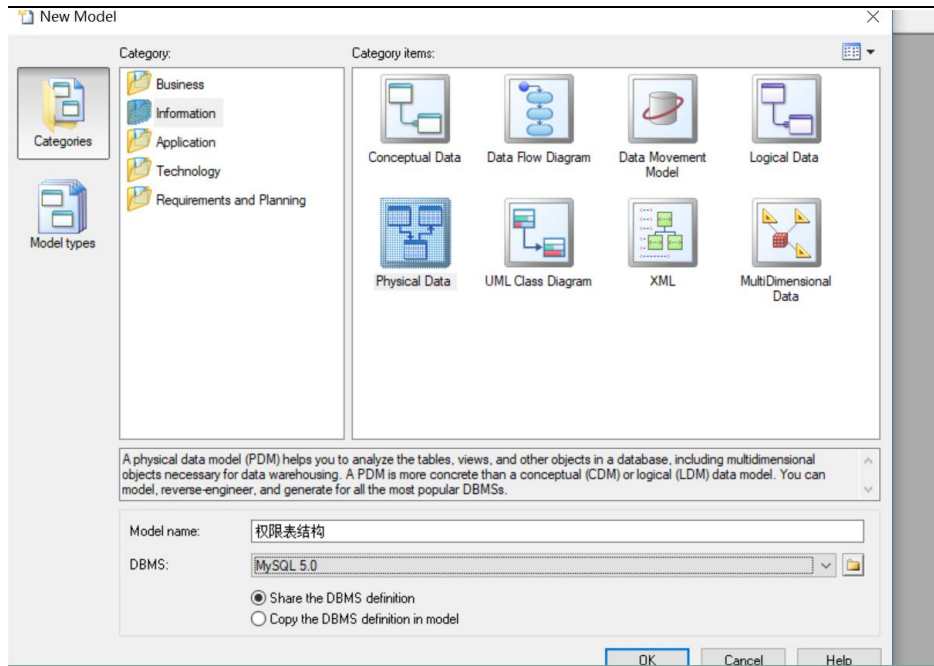 New Model
Category:
Category items:
Categories
Model types
Business
Information
Application
Technology
Requirements and Planning
Conceptual Data
Data Flow Diagram
Data Movement
Model
Logical Data
Physical Data
UML Class Diagram
XML
MultiDimensional
Data
A physical data model (PDM) helps you to analyze the tables, views, and other objects in a database, including multidimensional
objects necessary for data warehousing. A PDM is more concrete than a conceptual (CDM) or logical (LDM) data model. You can
model, reverse-engineer, and generate for all the most popular DBMSs.
Model name:
权限表结构
DBMS:
MySQL 5.0
Share the DBMS definition
Copy the DBMS definition in model
OK
Cancel
Help